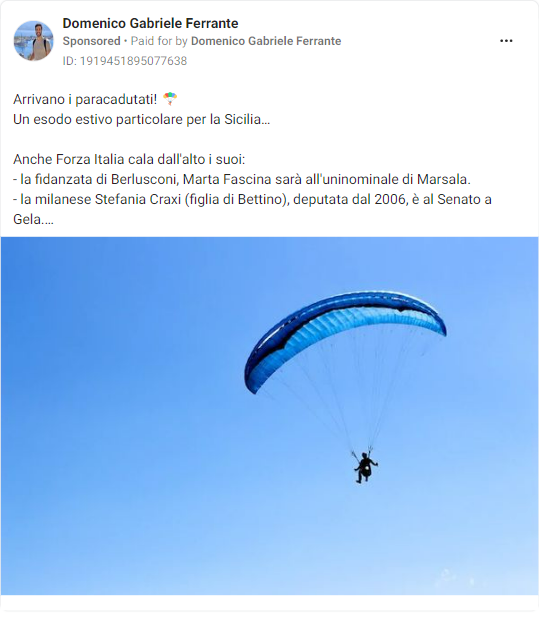 Domenico Gabriele Ferrante
Sponsored • Paid for by Domenico Gabriele Ferrante
ID: 1919451895077638
Arrivano i paracadutati! 🪂
Un esodo estivo particolare per la Sicilia...
Anche Forza Italia cala dall'alto i suoi:
- la fidanzata di Berlusconi, Marta Fascina sarà all'uninominale di Marsala.
- la milanese Stefania Craxi (figlia di Bettino), deputata dal 2006, è al Senato a
Gela....